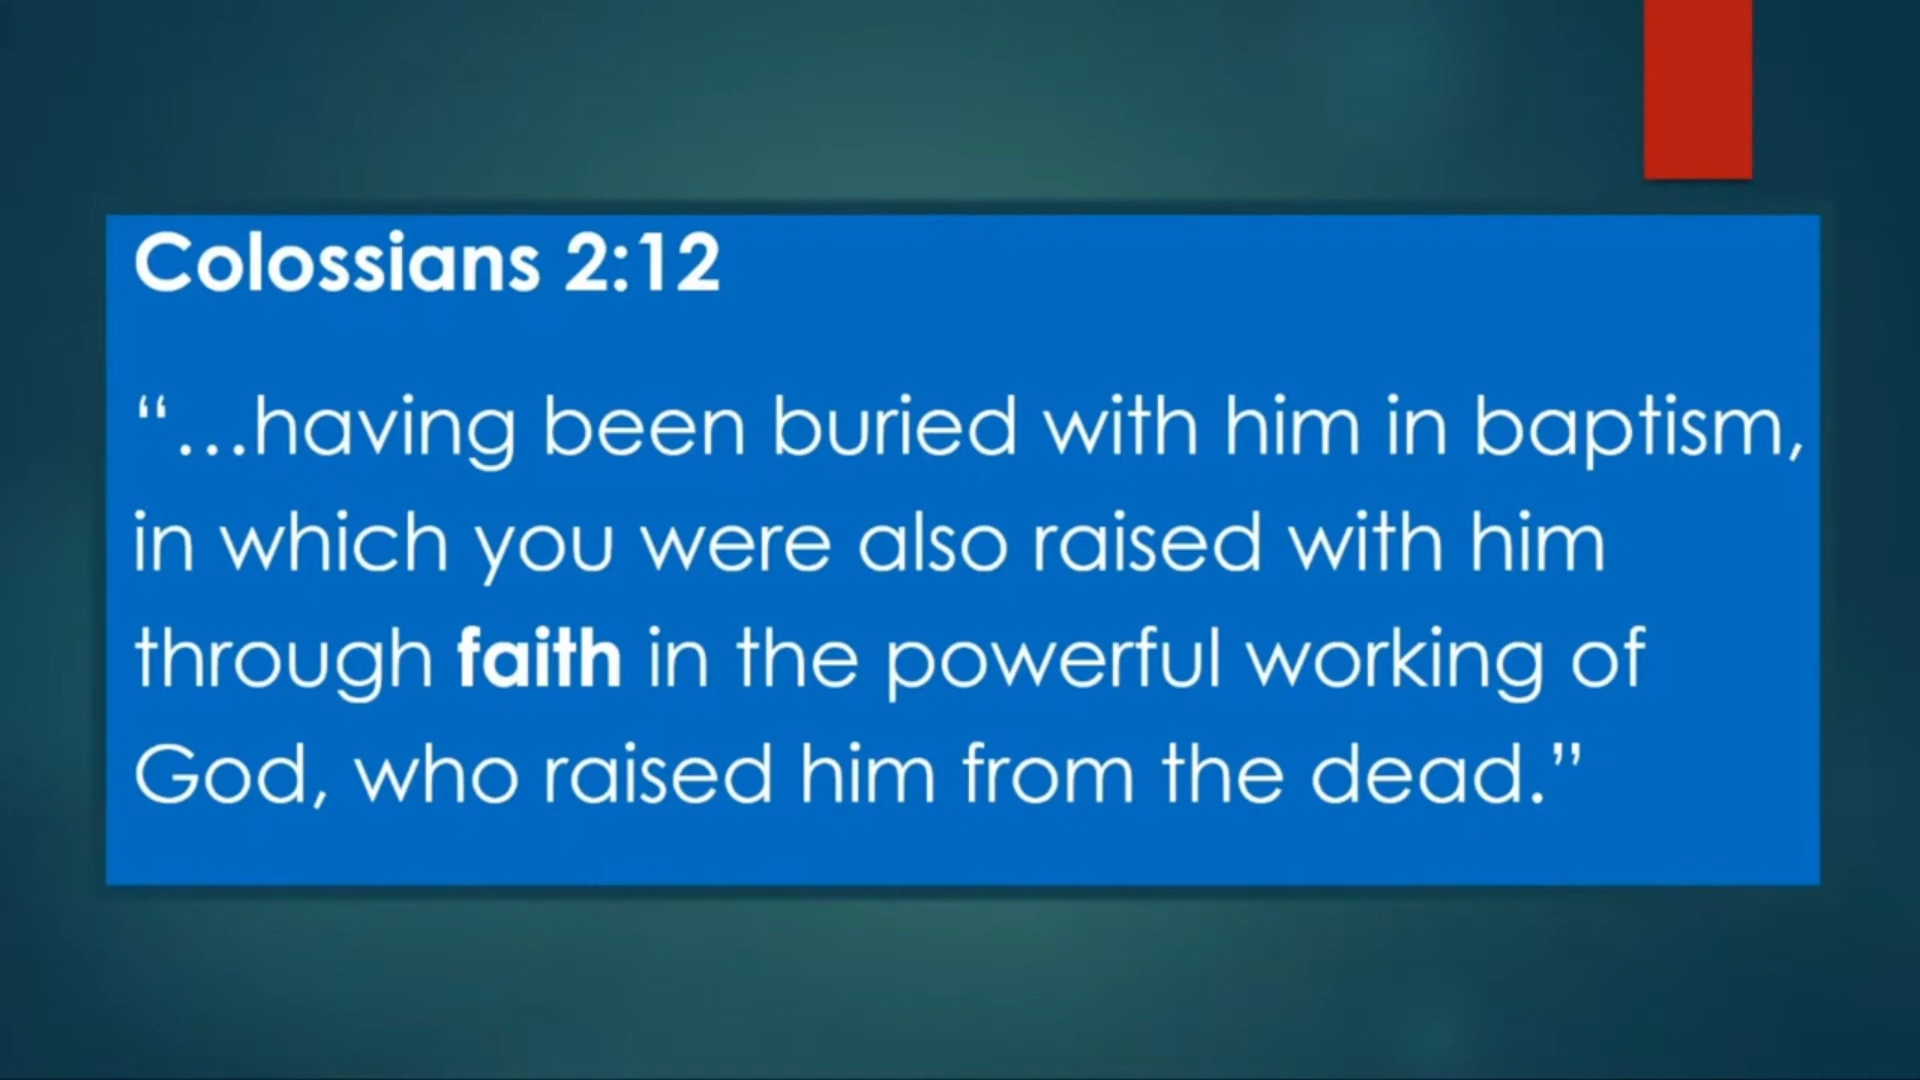 Colossians 2:12
“…having been buried with him in baptism,
in which you were also raised with him
through faith in the powerful working of
God, who raised him from the dead.”